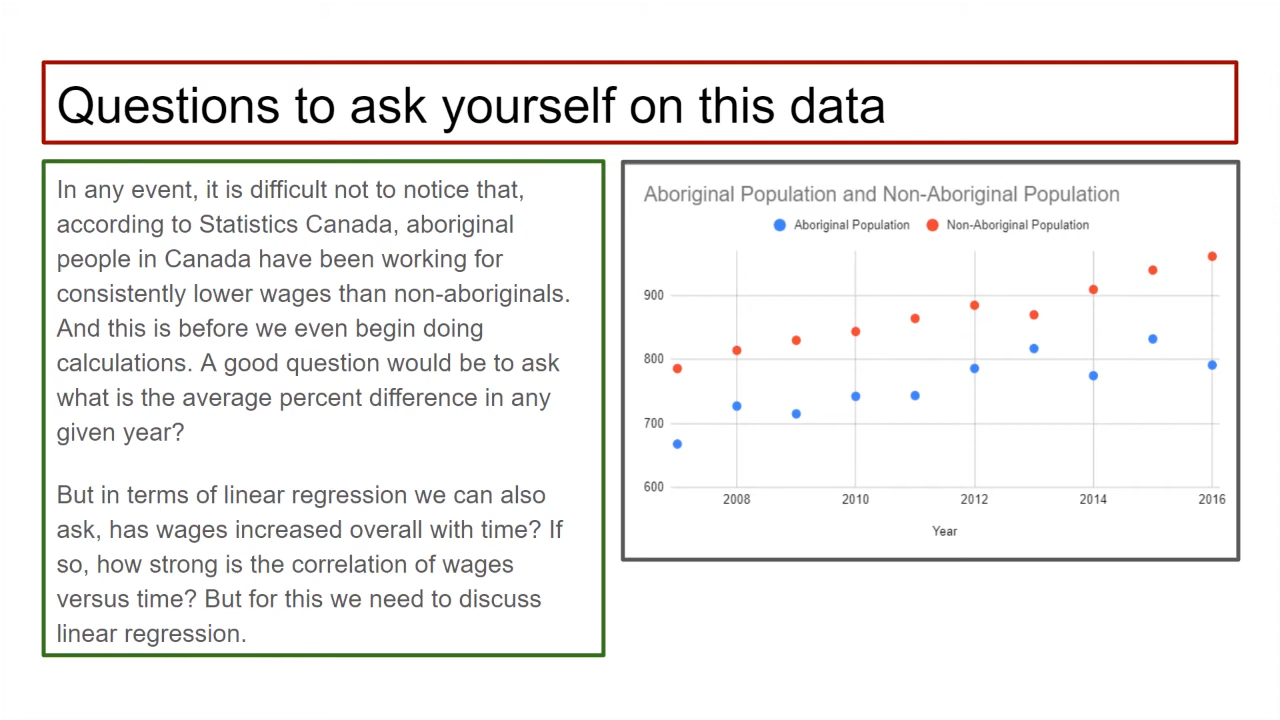 Questions to ask yourself on this data
In any event, it is difficult not to notice that,
according to Statistics Canada, aboriginal
people in Canada have been working for
consistently lower wages than non-aboriginals.
And this is before we even begin doing
calculations. A good question would be to ask
what is the average percent difference in any
given year?
But in terms of linear regression we can also
ask, has wages increased overall with time? If
so, how strong is the correlation of wages
versus time? But for this we need to discuss
linear regression.
Aboriginal Population and Non-Aboriginal Population
Aboriginal Population Non-Aboriginal Population
900
800
700
600
2008 2010 2012 2014 2016
Year